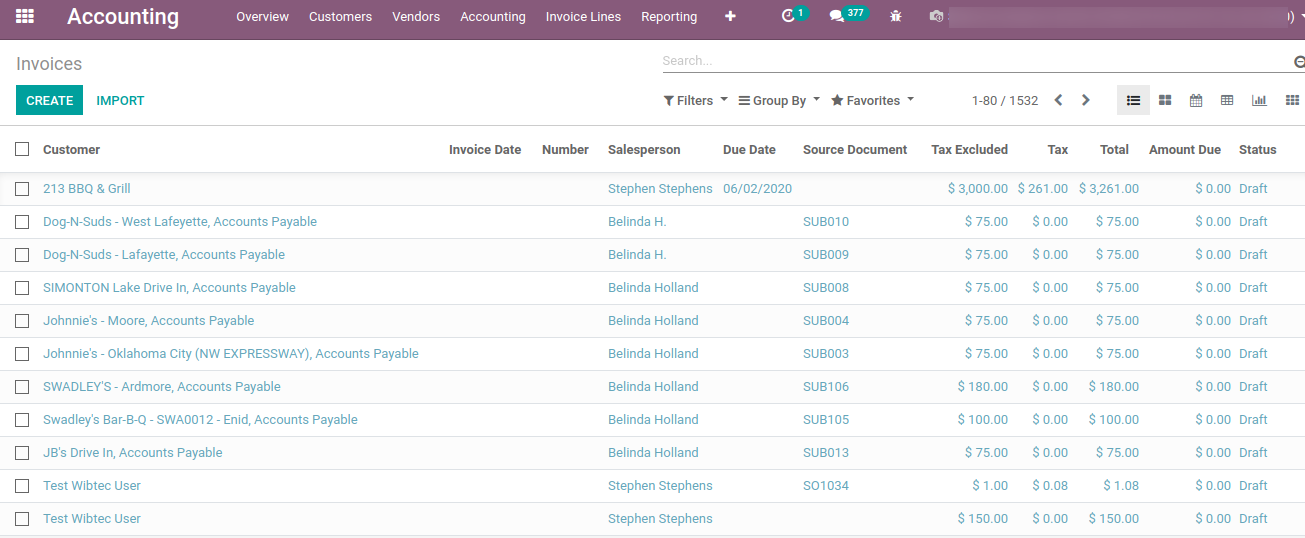 Accounting Overview Customers Vendors Accounting Invoice Lines Reporting 1 377 )
Invoices Search...
CREATE IMPORT Filters Group By Favorites 1-80 / 1532
Customer Invoice Date Number Salesperson Due Date Source Document Tax Excluded Tax Total Amount Due Status
213 BBQ & Grill Stephen Stephens 06/02/2020 $ 3,000.00 $ 261.00 $ 3,261.00 $ 0.00 Draft
Dog-N-Suds - West Lafeyette, Accounts Payable Belinda H. SUB010 $ 75.00 $ 0.00 $ 75.00 $ 0.00 Draft
Dog-N-Suds - Lafayette, Accounts Payable Belinda H. SUB009 $ 75.00 $ 0.00 $ 75.00 $ 0.00 Draft
SIMONTON Lake Drive In, Accounts Payable Belinda Holland SUB008 $ 75.00 $ 0.00 $ 75.00 $ 0.00 Draft
Johnnie's - Moore, Accounts Payable Belinda Holland SUB004 $ 75.00 $ 0.00 $ 75.00 $ 0.00 Draft
Johnnie's - Oklahoma City (NW EXPRESSWAY), Accounts Payable Belinda Holland SUB003 $ 75.00 $ 0.00 $ 75.00 $ 0.00 Draft
SWADLEY'S - Ardmore, Accounts Payable Belinda Holland SUB106 $ 180.00 $ 0.00 $ 180.00 $ 0.00 Draft
Swadley's Bar-B-Q - SWA0012 - Enid, Accounts Payable Belinda Holland SUB105 $ 100.00 $ 0.00 $ 100.00 $ 0.00 Draft
JB's Drive In, Accounts Payable Belinda Holland SUB013 $ 75.00 $ 0.00 $ 75.00 $ 0.00 Draft
Test Wibtec User Stephen Stephens SO1034 $ 1.00 $ 0.08 $ 1.08 $ 0.00 Draft
Test Wibtec User Stephen Stephens $ 150.00 $ 0.00 $ 150.00 $ 0.00 Draft